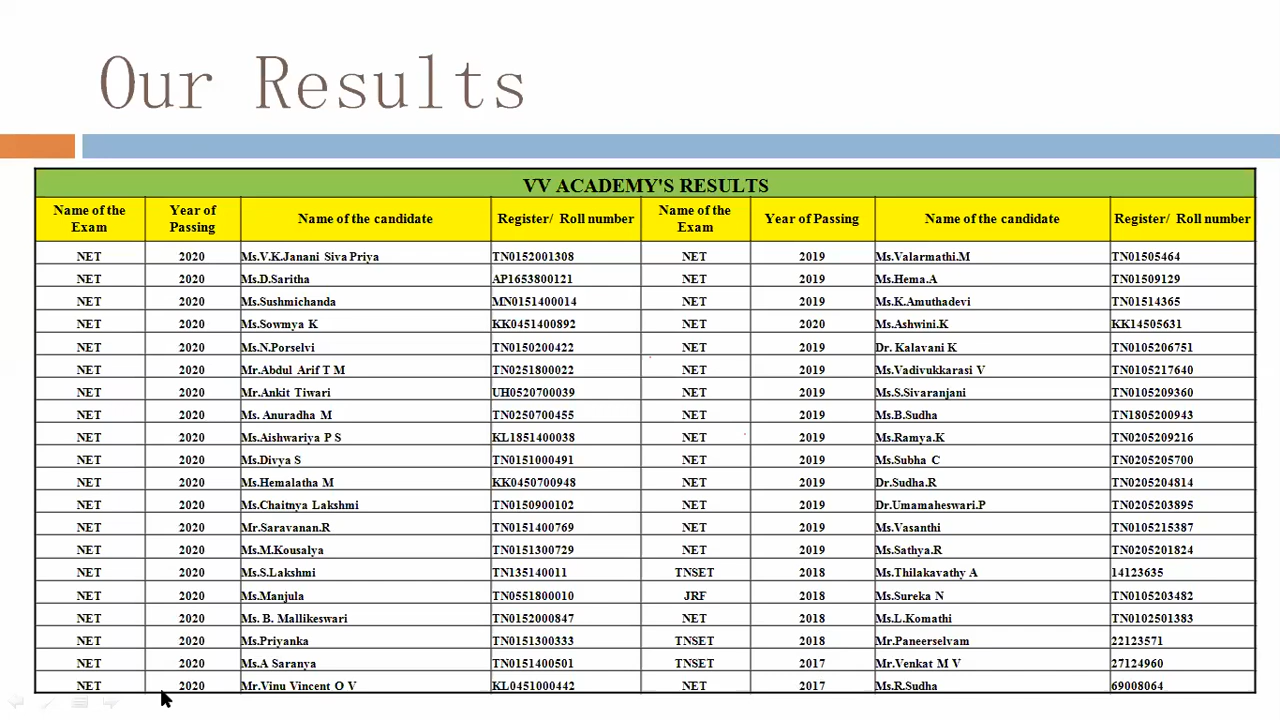 Our Results
VV ACADEMY'S RESULTS
Name of the Exam Year of Passing Name of the candidate Register/ Roll number Name of the Exam Year of Passing Name of the candidate Register/ Roll number
NET 2020 Ms.V.K.Janani Siva Priya TN0152001308 NET 2019 Ms.Valarmathi.M TN01505464
NET 2020 Ms.D.Saritha AP1653800121 NET 2019 Ms.Hema.A TN01509129
NET 2020 Ms.Sushmichanda MN0151400014 NET 2019 Ms.K.Amuthadevi TN01514365
NET 2020 Ms.Sowmya K KK0451400892 NET 2020 Ms.Ashwini.K KK14505631
NET 2020 Ms.N.Porselvi TN0150200422 NET 2019 Dr. Kalavani K TN0105206751
NET 2020 Mr.Abdul Arif T M TN0251800022 NET 2019 Ms.Vadivukkarasi V TN0105217640
NET 2020 Mr.Ankit Tiwari UH0520700039 NET 2019 Ms.S.Sivaranjani TN0105209360
NET 2020 Ms. Anuradha M TN0250700455 NET 2019 Ms.B.Sudha TN1805200943
NET 2020 Ms.Aishwariya P S KL1851400038 NET 2019 Ms.Ramya.K TN0205209216
NET 2020 Ms.Divya S TN0151000491 NET 2019 Ms.Subha C TN0205205700
NET 2020 Ms.Hemalatha M KK0450700948 NET 2019 Dr.Sudha.R TN0205204814
NET 2020 Ms.Chaitnya Lakshmi TN0150900102 NET 2019 Dr.Umamaheswari.P TN0205203895
NET 2020 Mr.Saravanan.R TN0151400769 NET 2019 Ms.Vasanthi TN0105215387
NET 2020 Ms.M.Kousalya TN0151300729 NET 2019 Ms.Sathya.R TN0205201824
NET 2020 Ms.S.Lakshmi TN135140011 TNSET 2018 Ms.Thilakavathy A 14123635
NET 2020 Ms.Manjula TN0551800010 JRF 2018 Ms.Sureka N TN0105203482
NET 2020 Ms. B. Mallikeswari TN0152000847 NET 2018 Ms.L.Komathi TN0102501383
NET 2020 Ms.Priyanka TN0151300333 TNSET 2018 Mr.Paneerselvam 22123571
NET 2020 Ms.A Saranya TN0151400501 TNSET 2017 Mr.Venkat M V 27124960
NET 2020 Mr.Vinu Vincent O V KL0451000442 NET 2017 Ms.R.Sudha 69008064